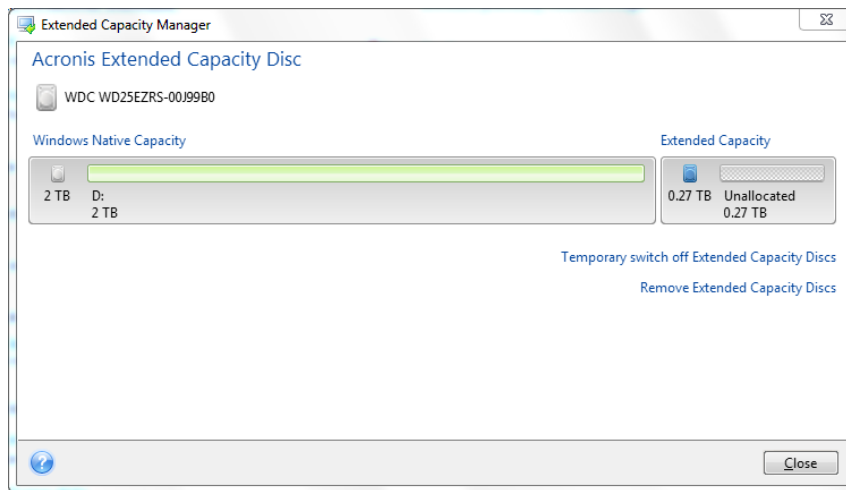 Extended Capacity Manager
Acronis Extended Capacity Disc
WDC WD25EZRS-00J99B0
Windows Native Capacity
Extended Capacity
2 TB
D:
2 TB
0.27 TB
Unallocated
0.27 TB
Temporary switch off Extended Capacity Discs
Remove Extended Capacity Discs
?
Close